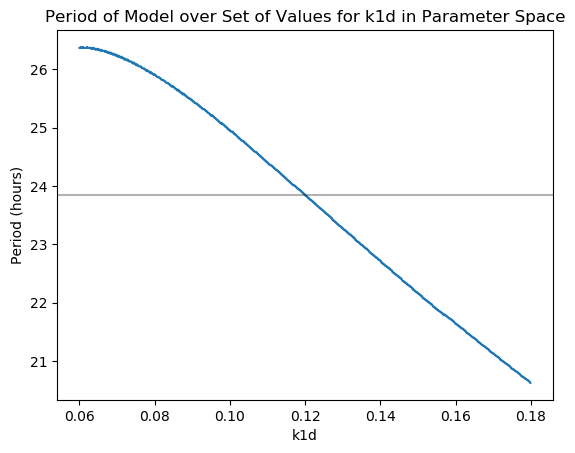 Period of Model over Set of Values for k1d in Parameter Space
26
25
24
23
22
21
Period (hours)
0.06 0.08 0.10 0.12 0.14 0.16 0.18
k1d